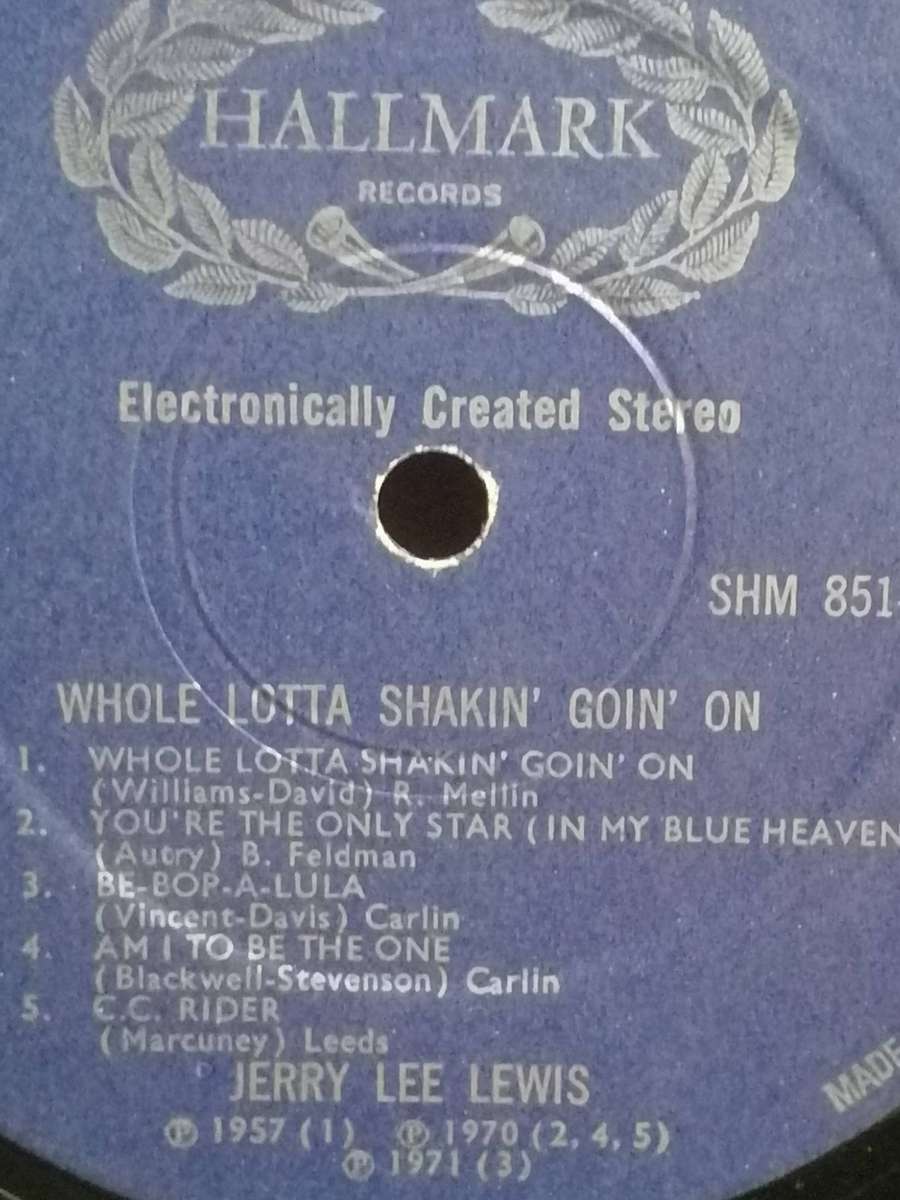 HALLMARK
RECORDS
Electronically Created Stereo
SHM 851-
WHOLE LOTTA SHAKIN' GOIN' ON
1. WHOLE LOTTA SHAKIN' GOIN' ON
(Williams-David) R. Mellin
2. YOU'RE THE ONLY STAR (IN MY BLUE HEAVEN
(Autry) B. Feldman
3. BE-BOP-A-LULA
(Vincent-Davis) Carlin
4. AM I TO BE THE ONE
(Blackwell-Stevenson) Carlin
5. C.C. RIDER
(Marcuney) Leeds
JERRY LEE LEWIS
℗ 1957 (1) ℗ 1970 (2, 4, 5)
℗ 1971 (3)
MADE